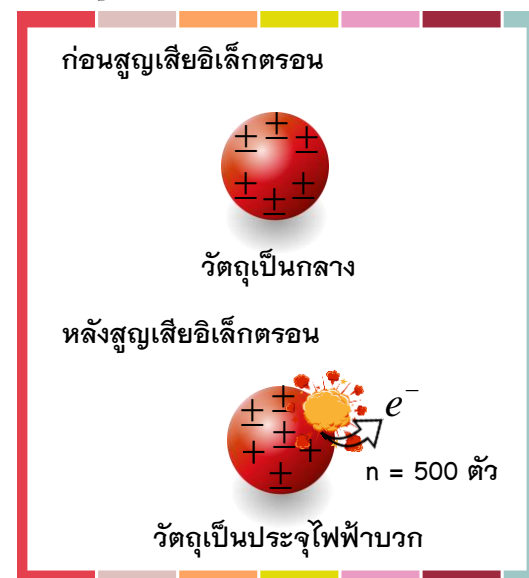 ก่อนสูญเสียอิเล็กตรอน
± ± ±
± ± ±
วัตถุเป็นกลาง
หลังสูญเสียอิเล็กตรอน
± ±
e⁻
+ ± +
±
n = 500 ตัว
วัตถุเป็นประจุไฟฟ้าบวก